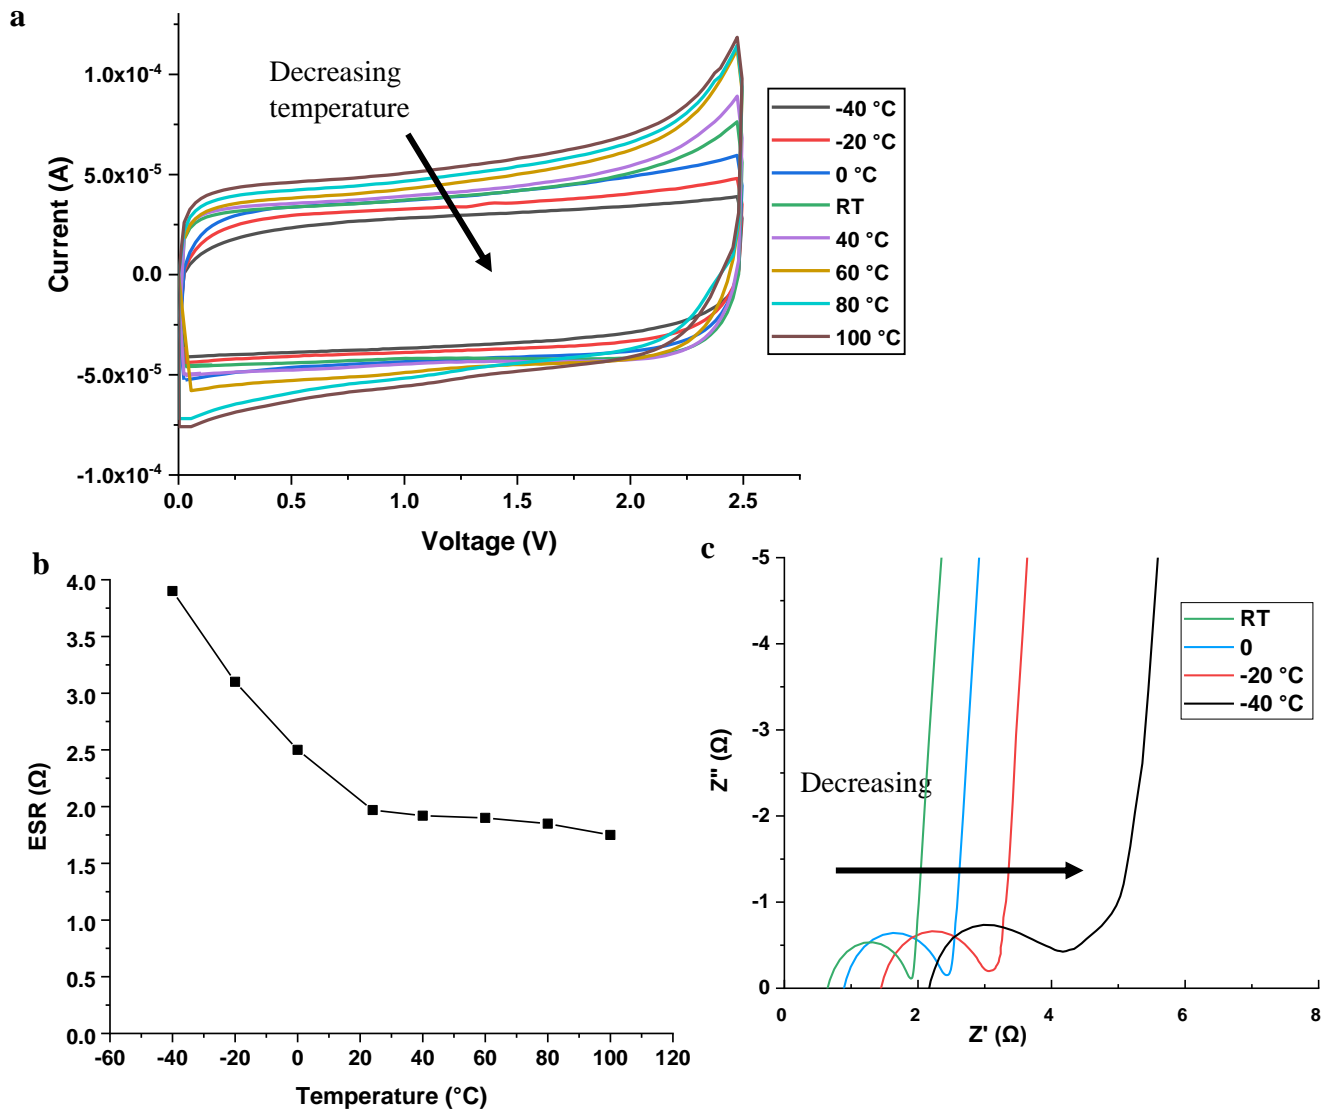 a
Decreasing
temperature
1.0x10⁻⁴
5.0x10⁻⁵
0.0
-5.0x10⁻⁵
-1.0x10⁻⁴
Current (A)
0.0 0.5 1.0 1.5 2.0 2.5
Voltage (V)
-40 °C
-20 °C
0 °C
RT
40 °C
60 °C
80 °C
100 °C
b
4.0
3.5
3.0
2.5
2.0
1.5
1.0
0.5
0.0
ESR (Ω)
-60 -40 -20 0 20 40 60 80 100 120
Temperature (°C)
c
-5
-4
-3
-2
-1
0
Z'' (Ω)
Decreasing
0 2 4 6 8
Z' (Ω)
RT
0
-20 °C
-40 °C